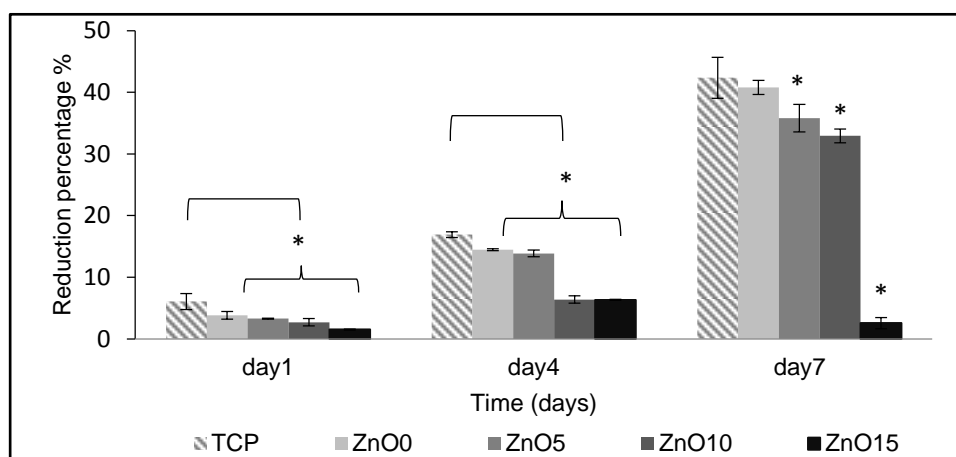 Reduction percentage %
50
40
30
20
10
0
*
*
*
*
*
day1
day4
day7
Time (days)
TCP
ZnO0
ZnO5
ZnO10
ZnO15